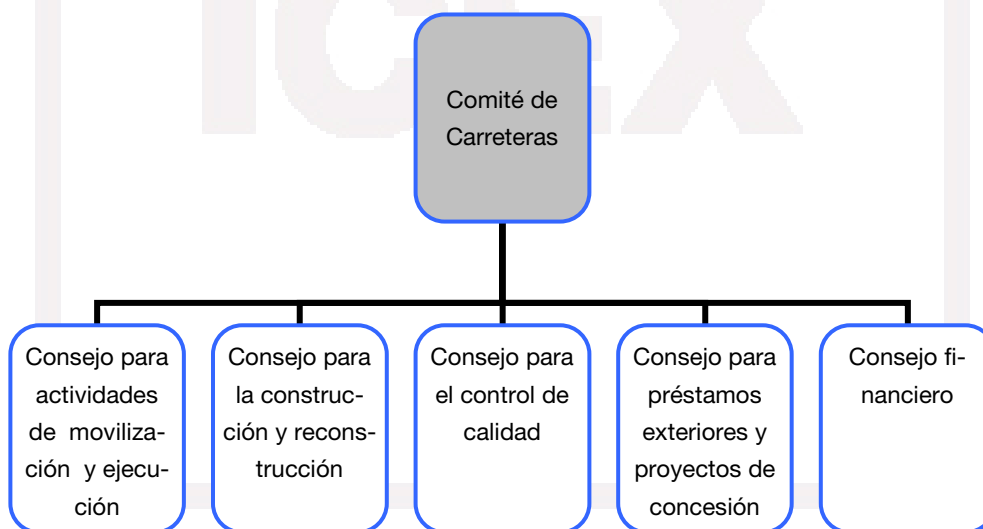 ICEX
Comité de
Carreteras
Consejo para
actividades
de moviliza-
ción y ejecu-
ción
Consejo para
la construc-
ción y recons-
trucción
Consejo para
el control de
calidad
Consejo para
préstamos
exteriores y
proyectos de
concesión
Consejo fi-
nanciero